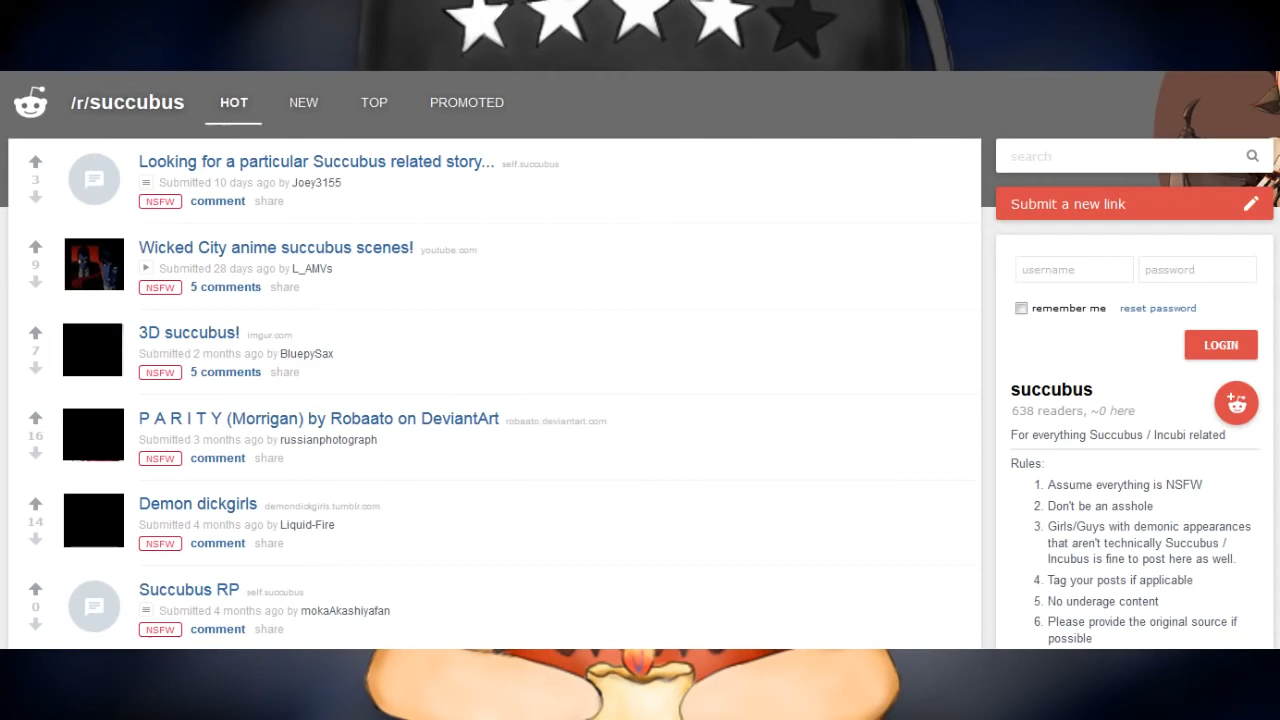 /r/succubus HOT NEW TOP PROMOTED
3
Looking for a particular Succubus related story... self.succubus
Submitted 10 days ago by Joey3155
NSFW comment share
9
Wicked City anime succubus scenes! youtube.com
Submitted 28 days ago by L_AMVs
NSFW 5 comments share
7
3D succubus! imgur.com
Submitted 2 months ago by BluepySax
NSFW 5 comments share
16
P A R I T Y (Morrigan) by Robaato on DeviantArt robaato.deviantart.com
Submitted 3 months ago by russianphotograph
NSFW comment share
14
Demon dickgirls demondickgirls.tumblr.com
Submitted 4 months ago by Liquid-Fire
NSFW comment share
0
Succubus RP self.succubus
Submitted 4 months ago by mokaAkashiyafan
NSFW comment share
search
Submit a new link
username password
remember me reset password
LOGIN
succubus
638 readers, ~0 here
For everything Succubus / Incubi related
Rules:
1. Assume everything is NSFW
2. Don't be an asshole
3. Girls/Guys with demonic appearances
that aren't technically Succubus /
Incubus is fine to post here as well.
4. Tag your posts if applicable
5. No underage content
6. Please provide the original source if
possible